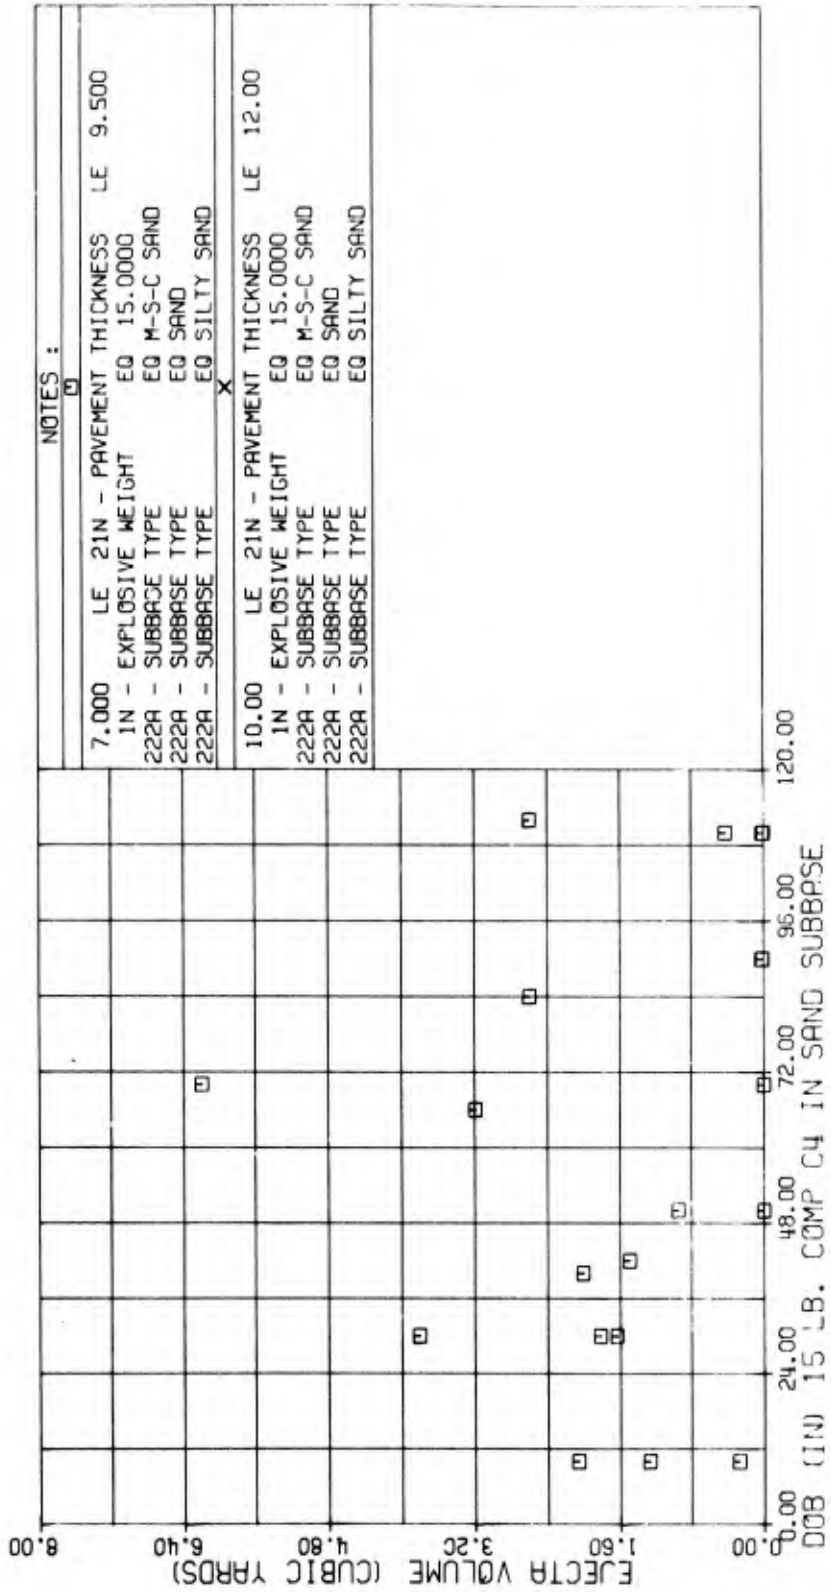 8.00
6.40
4.80
3.20
1.60
0.00
EJECTA VOLUME (CUBIC YARDS)
0.00
24.00
48.00
72.00
96.00
120.00
DOB (IN) 15 LB. COMP C4 IN SAND SUBBASE
NOTES :
7.000 LE 21N - PAVEMENT THICKNESS LE 9.500
1N - EXPLOSIVE WEIGHT EQ 15.0000
222A - SUBBASE TYPE EQ M-S-C SAND
222A - SUBBASE TYPE EQ SAND
222A - SUBBASE TYPE EQ SILTY SAND
X
10.00 LE 21N - PAVEMENT THICKNESS LE 12.00
1N - EXPLOSIVE WEIGHT EQ 15.0000
222A - SUBBASE TYPE EQ M-S-C SAND
222A - SUBBASE TYPE EQ SAND
222A - SUBBASE TYPE EQ SILTY SAND